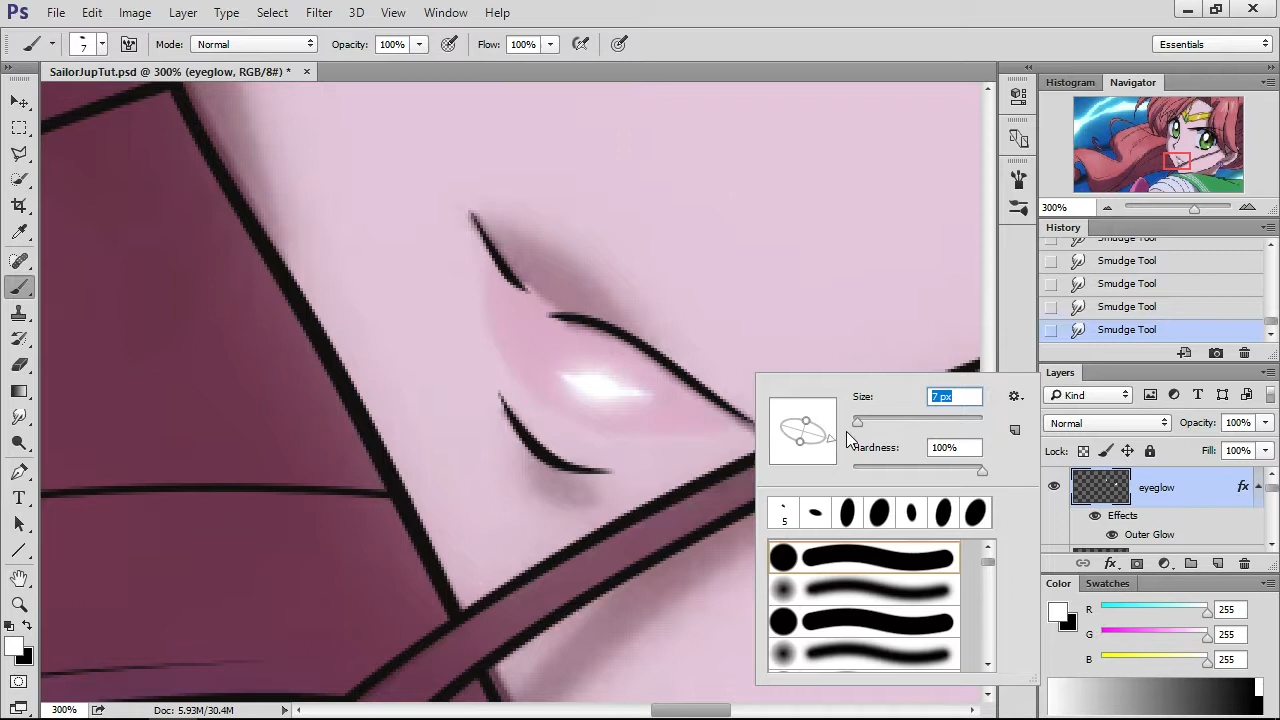 Ps File Edit Image Layer Type Select Filter 3D View Window Help
7 Mode: Normal Opacity: 100% Flow: 100% Essentials
SailorJupTut.psd @ 300% (eyeglow, RGB/8#) *
Histogram Navigator
300%
History
Smudge Tool
Smudge Tool
Smudge Tool
Smudge Tool
Smudge Tool
Size: 7 px
Hardness: 100%
5
Layers
Kind
Normal Opacity: 100%
Lock: Fill: 100%
eyeglow fx
Effects
Outer Glow
fx
Color Swatches
R 255
G 255
B 255
T
300% Doc: 5.93M/30.4M